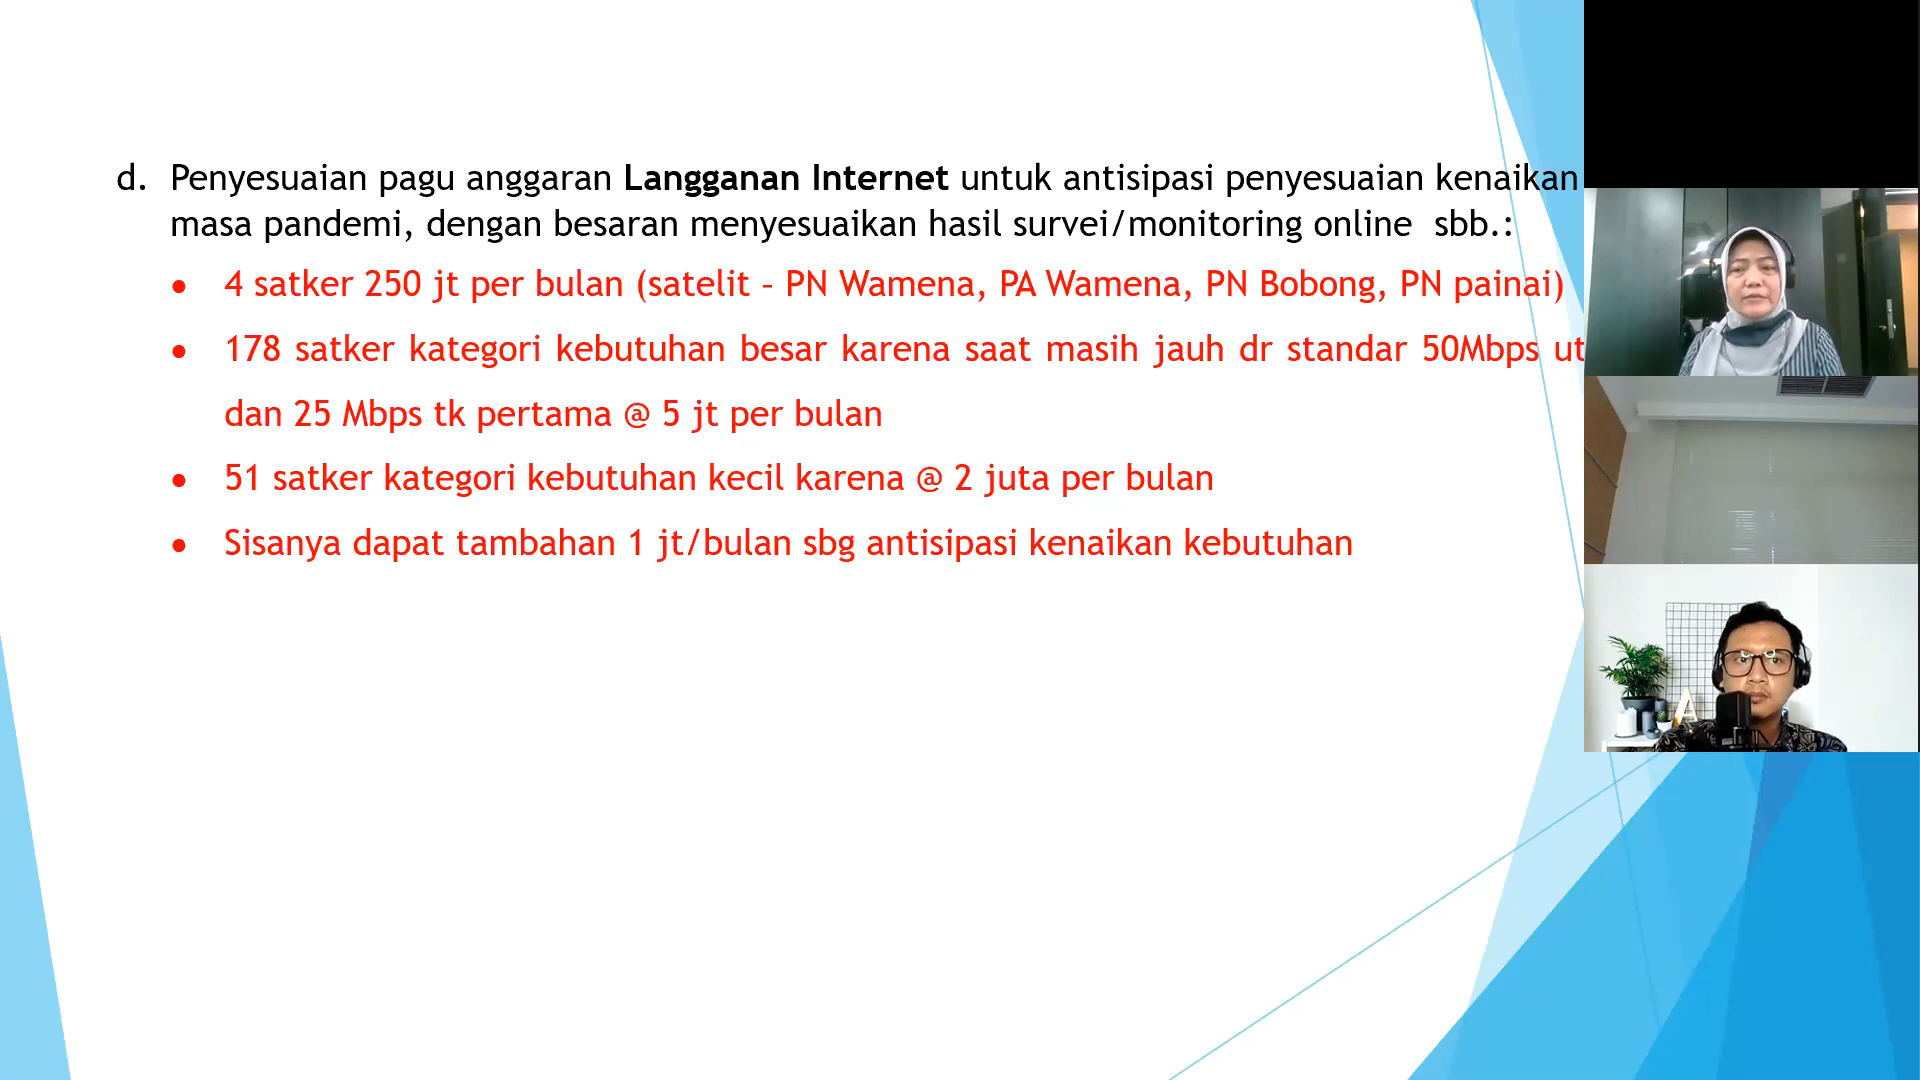 d. Penyesuaian pagu anggaran Langganan Internet untuk antisipasi penyesuaian kenaikan
masa pandemi, dengan besaran menyesuaikan hasil survei/monitoring online sbb.:
• 4 satker 250 jt per bulan (satelit – PN Wamena, PA Wamena, PN Bobong, PN painai)
• 178 satker kategori kebutuhan besar karena saat masih jauh dr standar 50Mbps ut
dan 25 Mbps tk pertama @ 5 jt per bulan
• 51 satker kategori kebutuhan kecil karena @ 2 juta per bulan
• Sisanya dapat tambahan 1 jt/bulan sbg antisipasi kenaikan kebutuhan
A